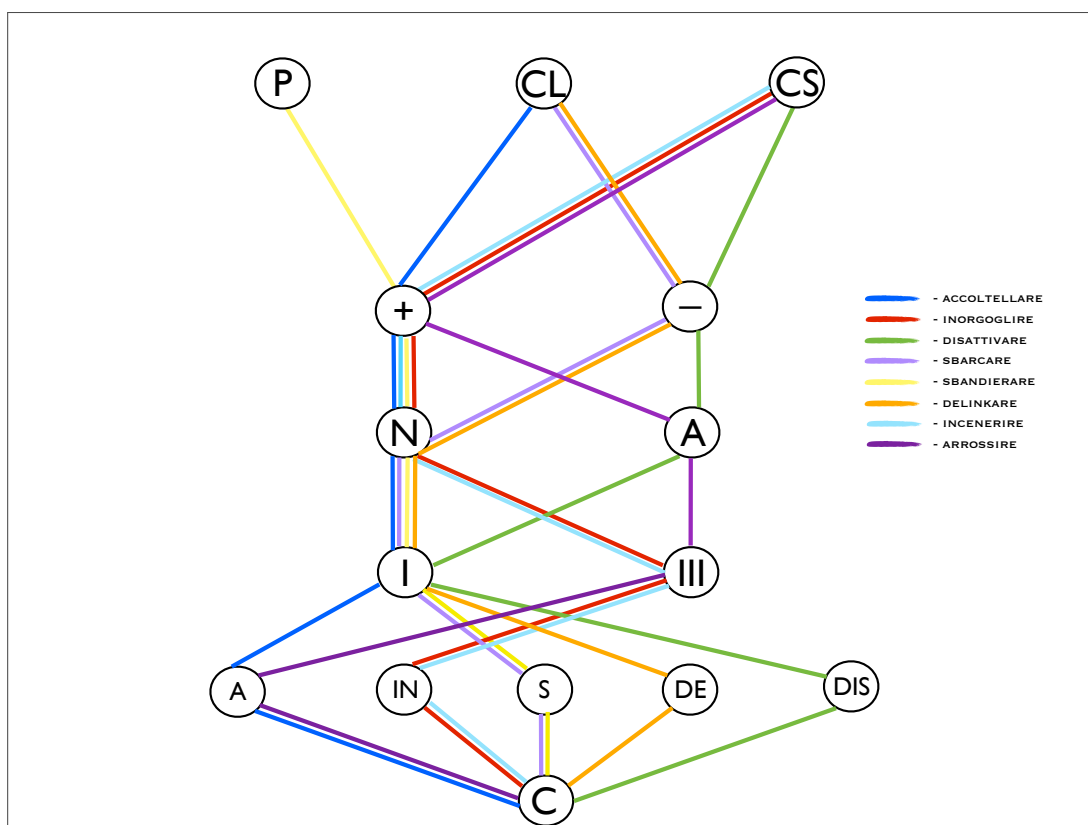 P
CL
CS
+
–
N
A
I
III
A
IN
S
DE
DIS
C
- ACCOLTELLARE
- INORGOGLIRE
- DISATTIVARE
- SBARCARE
- SBANDIERARE
- DELINKARE
- INCENERIRE
- ARROSSIRE